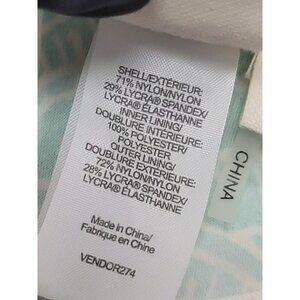 SHELL/EXTÉRIEUR:
71% NYLON/NYLON
29% LYCRA® SPANDEX/
LYCRA® ÉLASTHANNE
INNER LINING/
DOUBLURE INTÉRIEURE:
100% POLYESTER/
POLYESTER
OUTER LINING/
DOUBLURE EXTÉRIEURE:
72% NYLON/NYLON
28% LYCRA® SPANDEX/
LYCRA® ÉLASTHANNE
Made in China/
Fabriqué en Chine
VENDOR274
CHINA